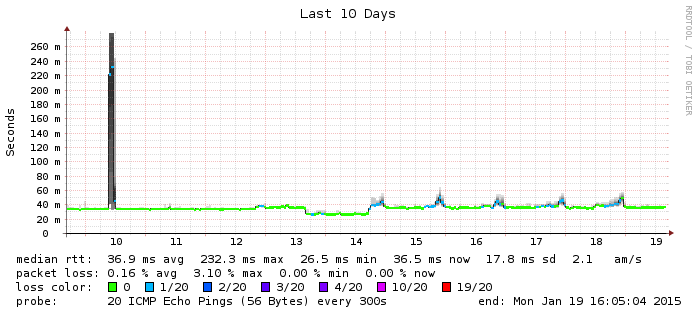 Last 10 Days
RRDTOOL / TOBI OETIKER
Seconds
260 m
240 m
220 m
200 m
180 m
160 m
140 m
120 m
100 m
80 m
60 m
40 m
20 m
0
10 11 12 13 14 15 16 17 18 19
median rtt: 36.9 ms avg 232.3 ms max 26.5 ms min 36.5 ms now 17.8 ms sd 2.1 am/s
packet loss: 0.16 % avg 3.10 % max 0.00 % min 0.00 % now
loss color: 0 1/20 2/20 3/20 4/20 10/20 19/20
probe: 20 ICMP Echo Pings (56 Bytes) every 300s end: Mon Jan 19 16:05:04 2015